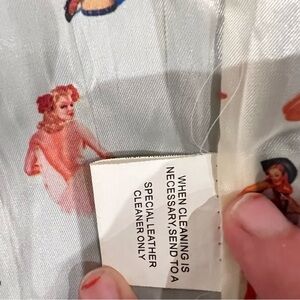 WHEN CLEANING IS
NECESSARY,SEND TO A
SPECIAL LEATHER
CLEANER ONLY